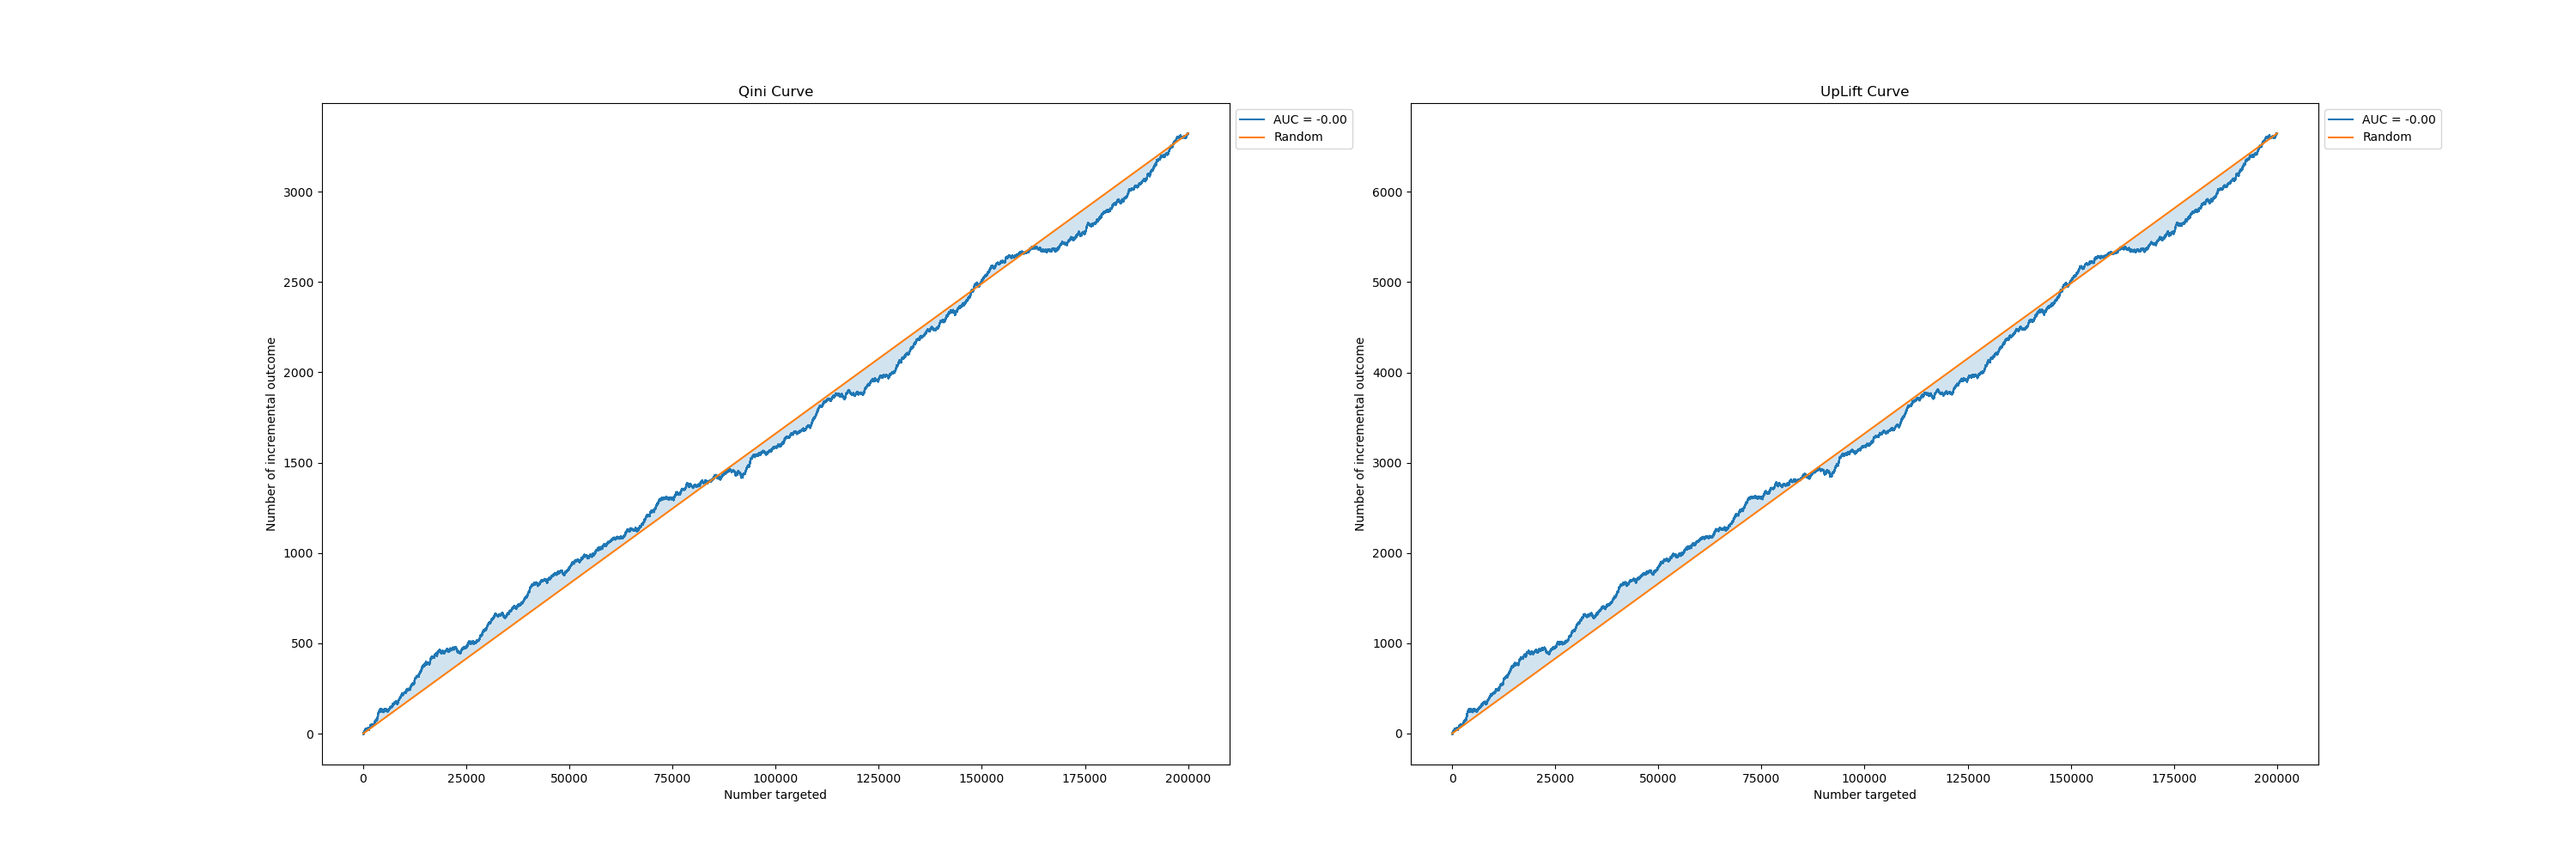 Qini Curve
AUC = -0.00
Random
Number of incremental outcome
3000
2500
2000
1500
1000
500
0
0 25000 50000 75000 100000 125000 150000 175000 200000
Number targeted
UpLift Curve
AUC = -0.00
Random
Number of incremental outcome
6000
5000
4000
3000
2000
1000
0
0 25000 50000 75000 100000 125000 150000 175000 200000
Number targeted